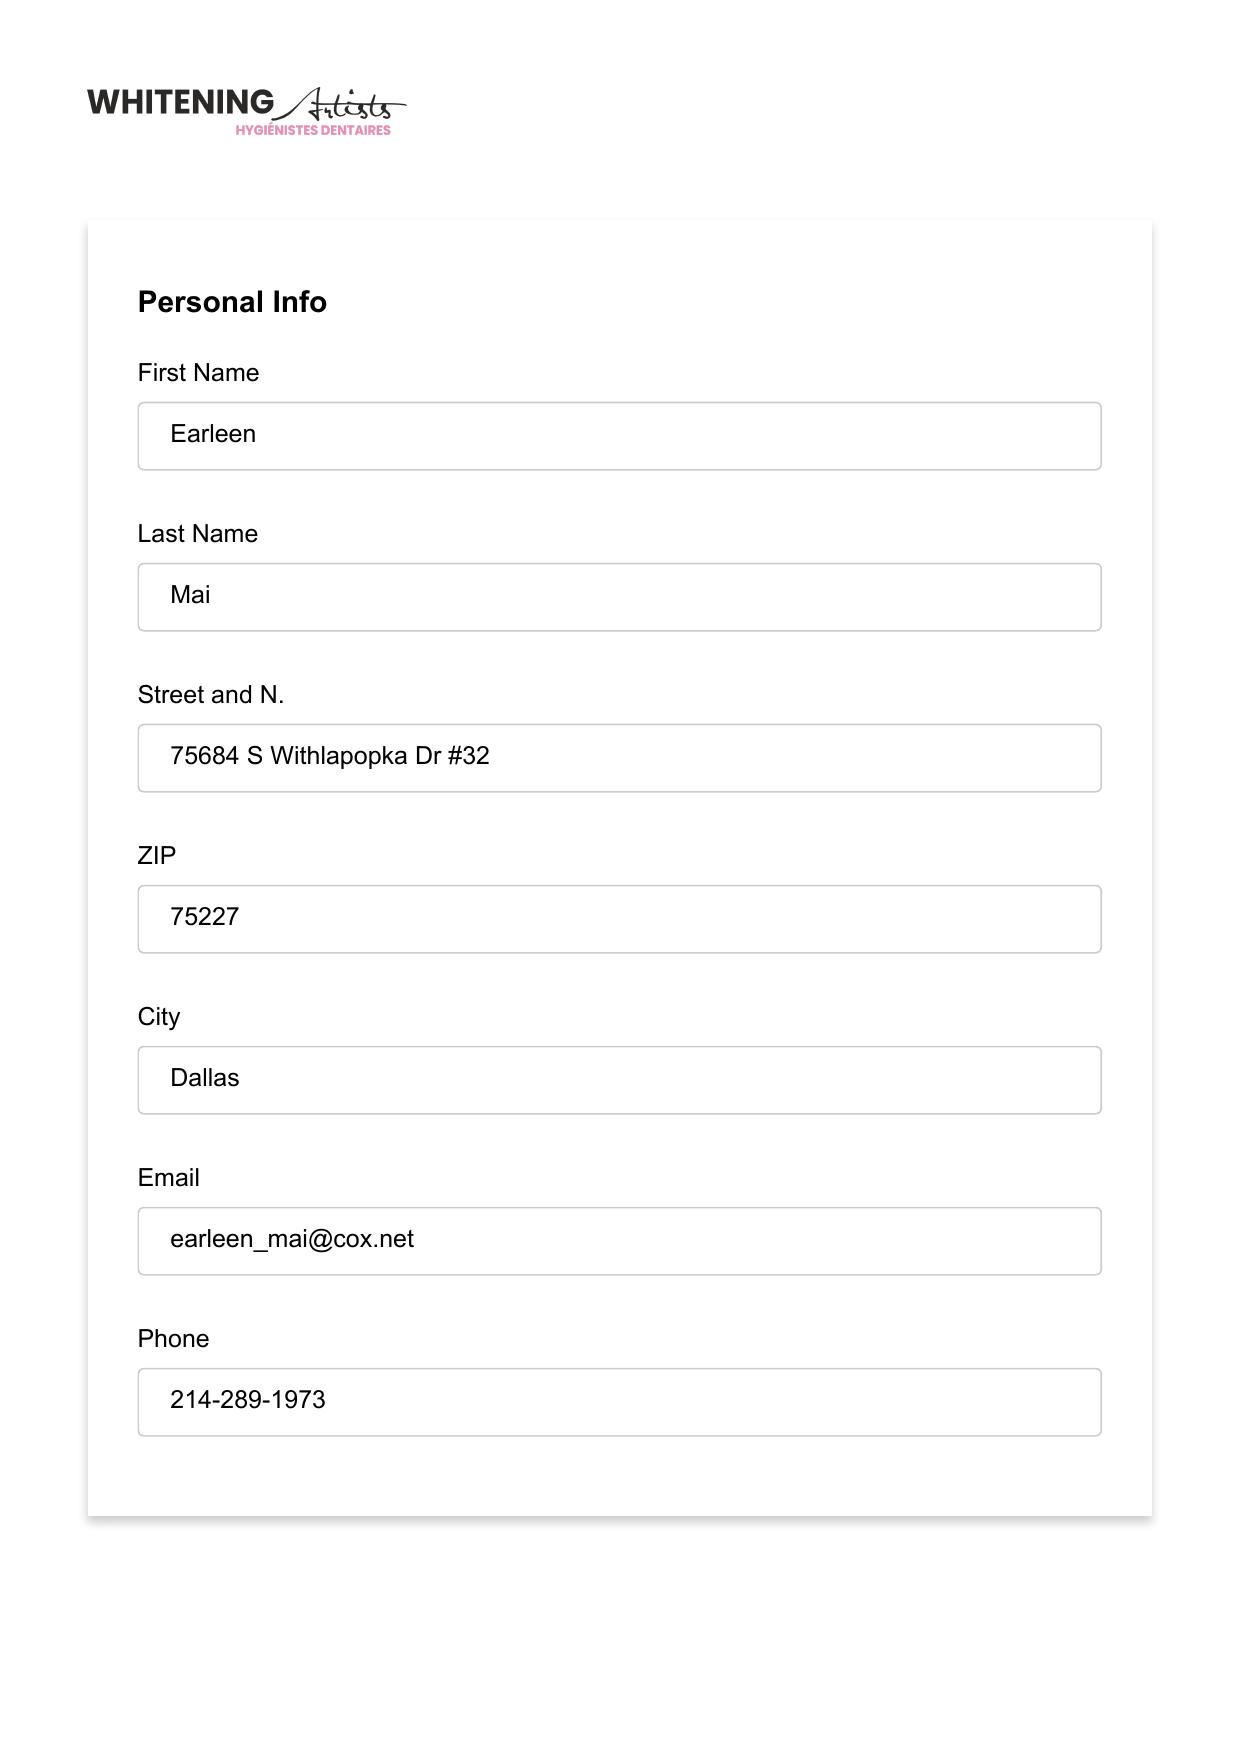 WHITENING Artists
HYGIÉNISTES DENTAIRES
Personal Info
First Name
Earleen
Last Name
Mai
Street and N.
75684 S Withlapopka Dr #32
ZIP
75227
City
Dallas
Email
earleen_mai@cox.net
Phone
214-289-1973